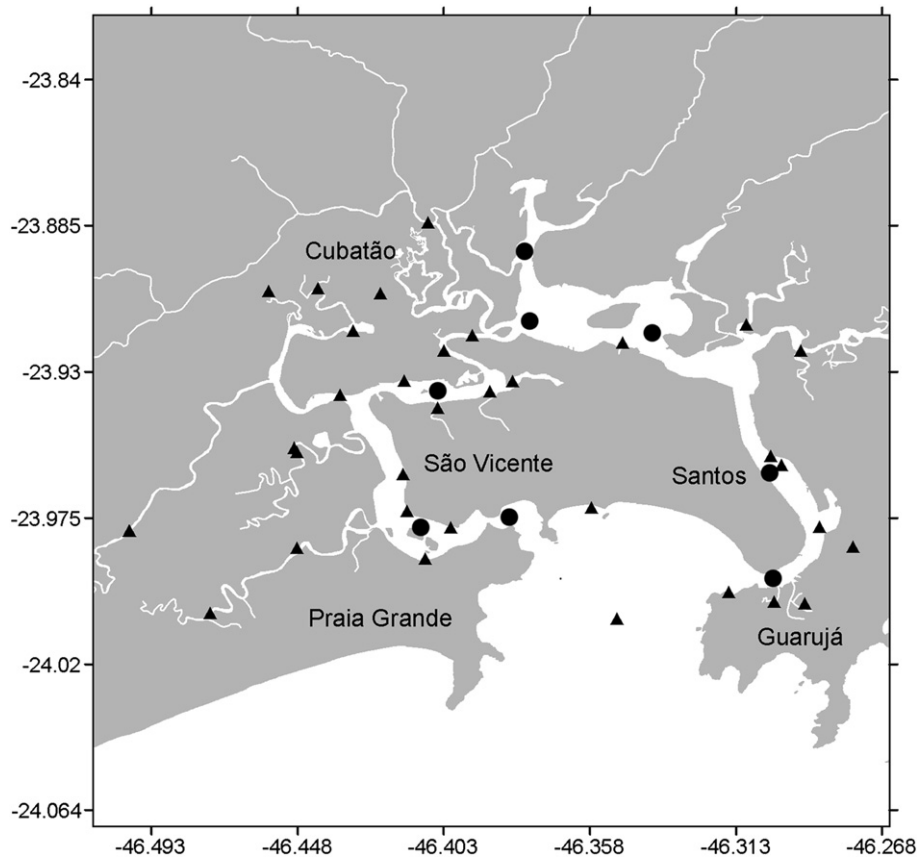 -23.84
-23.885
Cubatão
-23.93
São Vicente
Santos
-23.975
Praia Grande
Guarujá
-24.02
-24.064
-46.493 -46.448 -46.403 -46.358 -46.313 -46.268